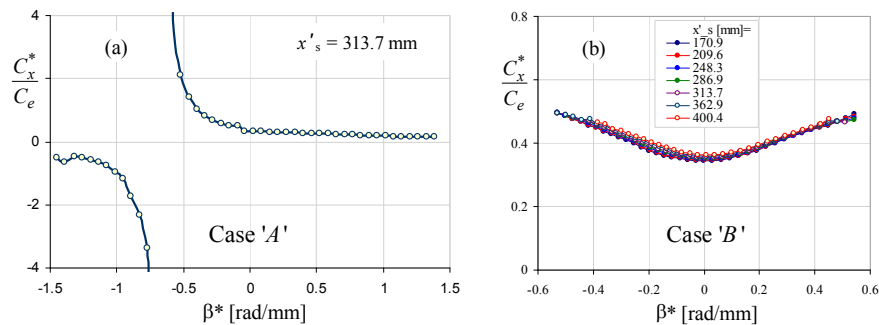 (a)
x's = 313.7 mm
C*x
Ce
4
2
0
-2
-4
Case 'A'
-1.5 -1 -0.5 0 0.5 1 1.5
β* [rad/mm]
(b)
x'_s [mm]=
170.9
209.6
248.3
286.9
313.7
362.9
400.4
C*x
Ce
0.8
0.4
0.2
0
Case 'B'
-0.6 -0.4 -0.2 0 0.2 0.4 0.6
β* [rad/mm]